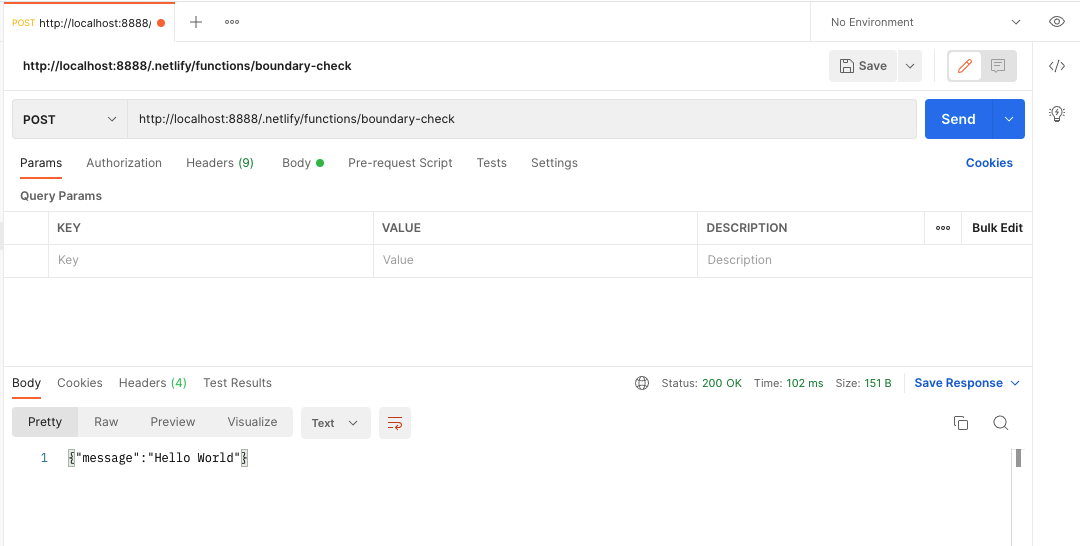 POST http://localhost:8888/
No Environment
http://localhost:8888/.netlify/functions/boundary-check
Save
POST http://localhost:8888/.netlify/functions/boundary-check Send
Params Authorization Headers (9) Body Pre-request Script Tests Settings Cookies
Query Params
KEY VALUE DESCRIPTION Bulk Edit
Key Value Description
Body Cookies Headers (4) Test Results Status: 200 OK Time: 102 ms Size: 151 B Save Response
Pretty Raw Preview Visualize Text
1 {"message":"Hello World"}